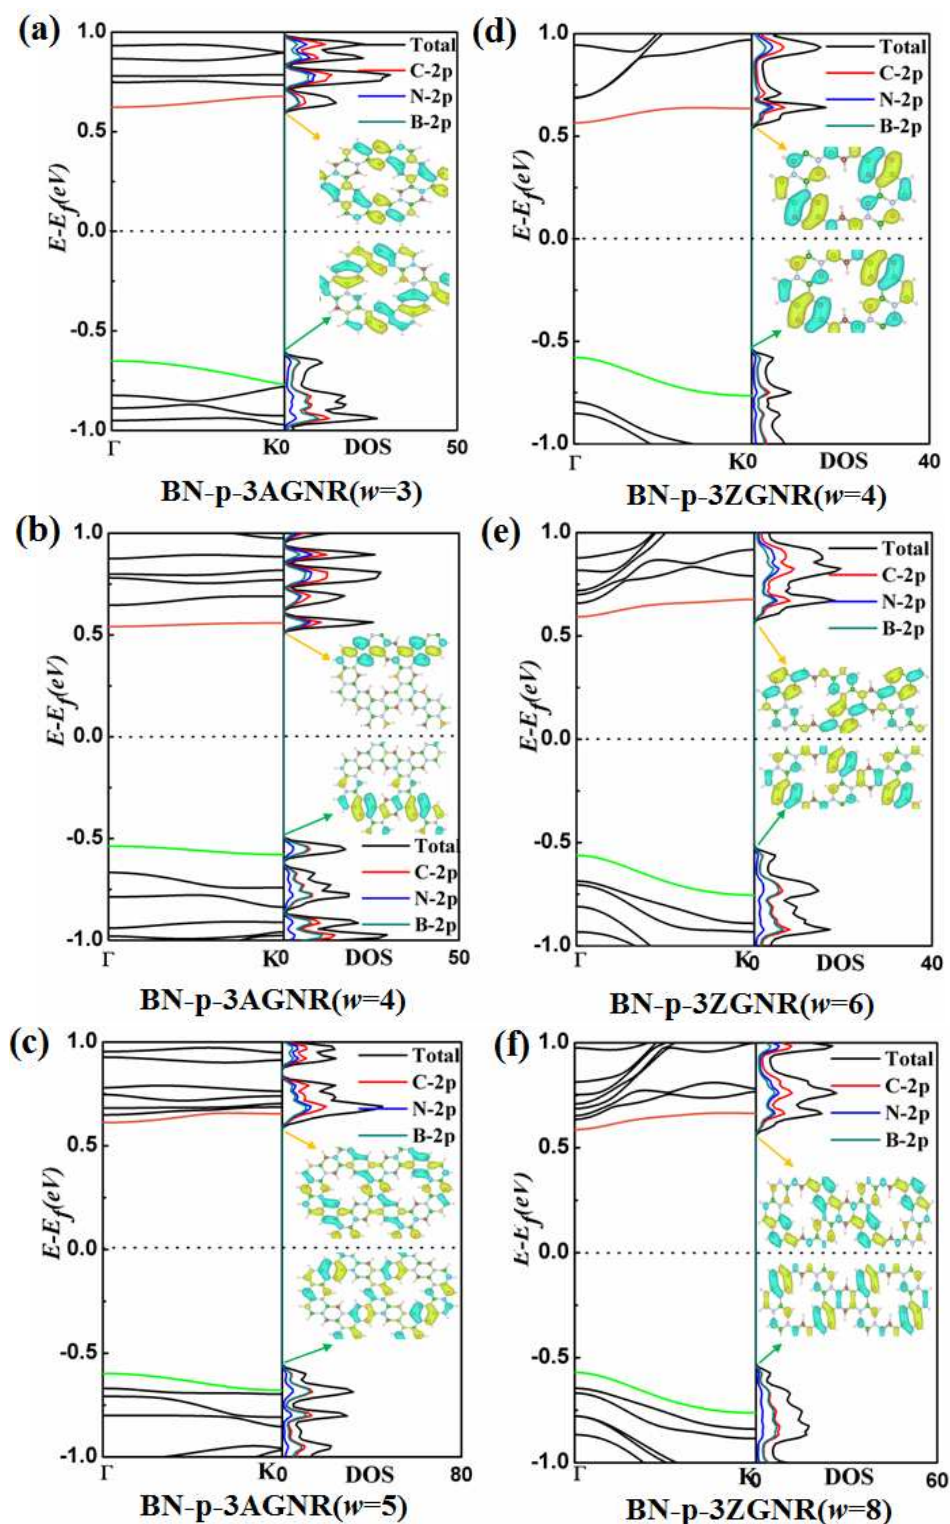 (a)
1.0
0.5
0.0
-0.5
-1.0
E-Ef(eV)
Total
C-2p
N-2p
B-2p
Γ
K0
DOS
50
BN-p-3AGNR(w=3)
(d)
1.0
0.5
0.0
-0.5
-1.0
E-Ef(eV)
Total
C-2p
N-2p
B-2p
Γ
K0
DOS
40
BN-p-3ZGNR(w=4)
(b)
1.0
0.5
0.0
-0.5
-1.0
E-Ef(eV)
Total
C-2p
N-2p
B-2p
Γ
K0
DOS
50
BN-p-3AGNR(w=4)
(e)
1.0
0.5
0.0
-0.5
-1.0
E-Ef(eV)
Total
C-2p
N-2p
B-2p
Γ
K0
DOS
40
BN-p-3ZGNR(w=6)
(c)
1.0
0.5
0.0
-0.5
-1.0
E-Ef(eV)
Total
C-2p
N-2p
B-2p
Γ
K0
DOS
80
BN-p-3AGNR(w=5)
(f)
1.0
0.5
0.0
-0.5
-1.0
E-Ef(eV)
Total
C-2p
N-2p
B-2p
Γ
K0
DOS
60
BN-p-3ZGNR(w=8)